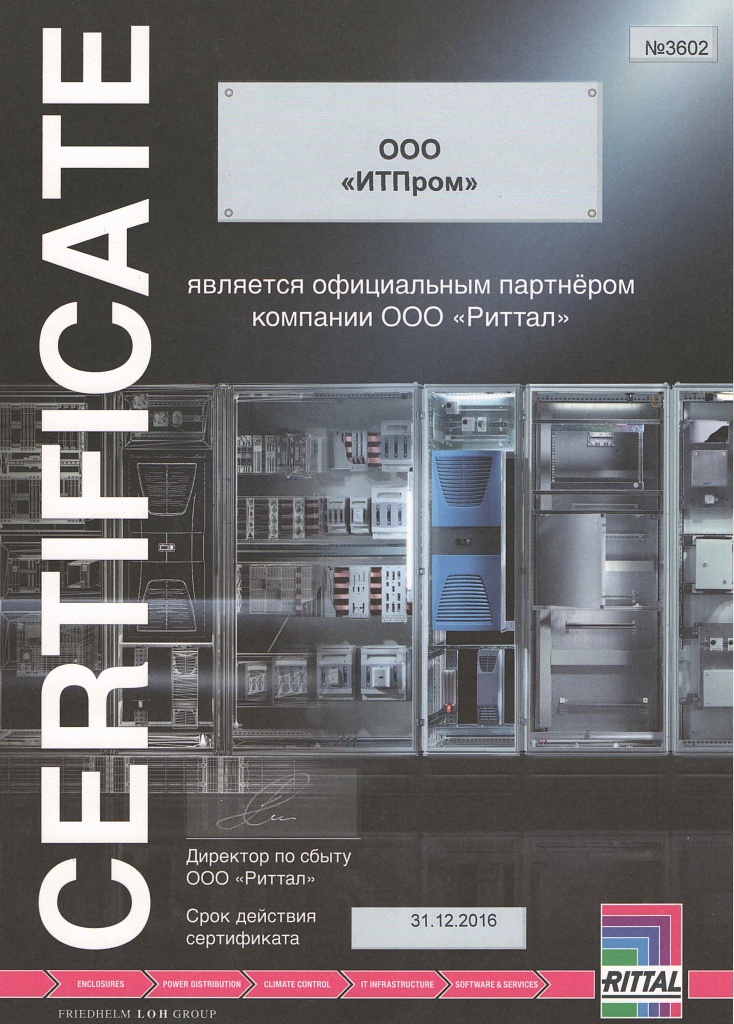 CERTIFICATE
№3602
ООО
«ИТПром»
является официальным партнёром
компании ООО «Риттал»
Директор по сбыту
ООО «Риттал»
Срок действия
сертификата
31.12.2016
ENCLOSURES
POWER DISTRIBUTION
CLIMATE CONTROL
IT INFRASTRUCTURE
SOFTWARE & SERVICES
RITTAL
FRIEDHELM LOH GROUP